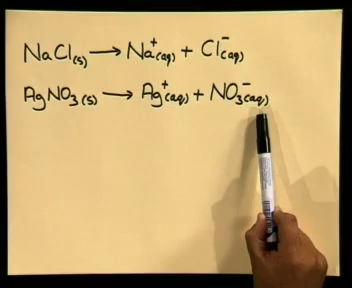 NaCl(s) → Na⁺(aq) + Cl⁻(aq)
AgNO₃(s) → Ag⁺(aq) + NO₃⁻(aq)